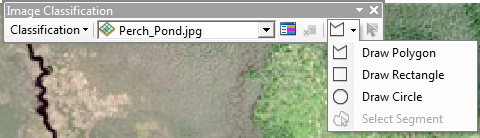 Image Classification
Classification Perch_Pond.jpg
Draw Polygon
Draw Rectangle
Draw Circle
Select Segment